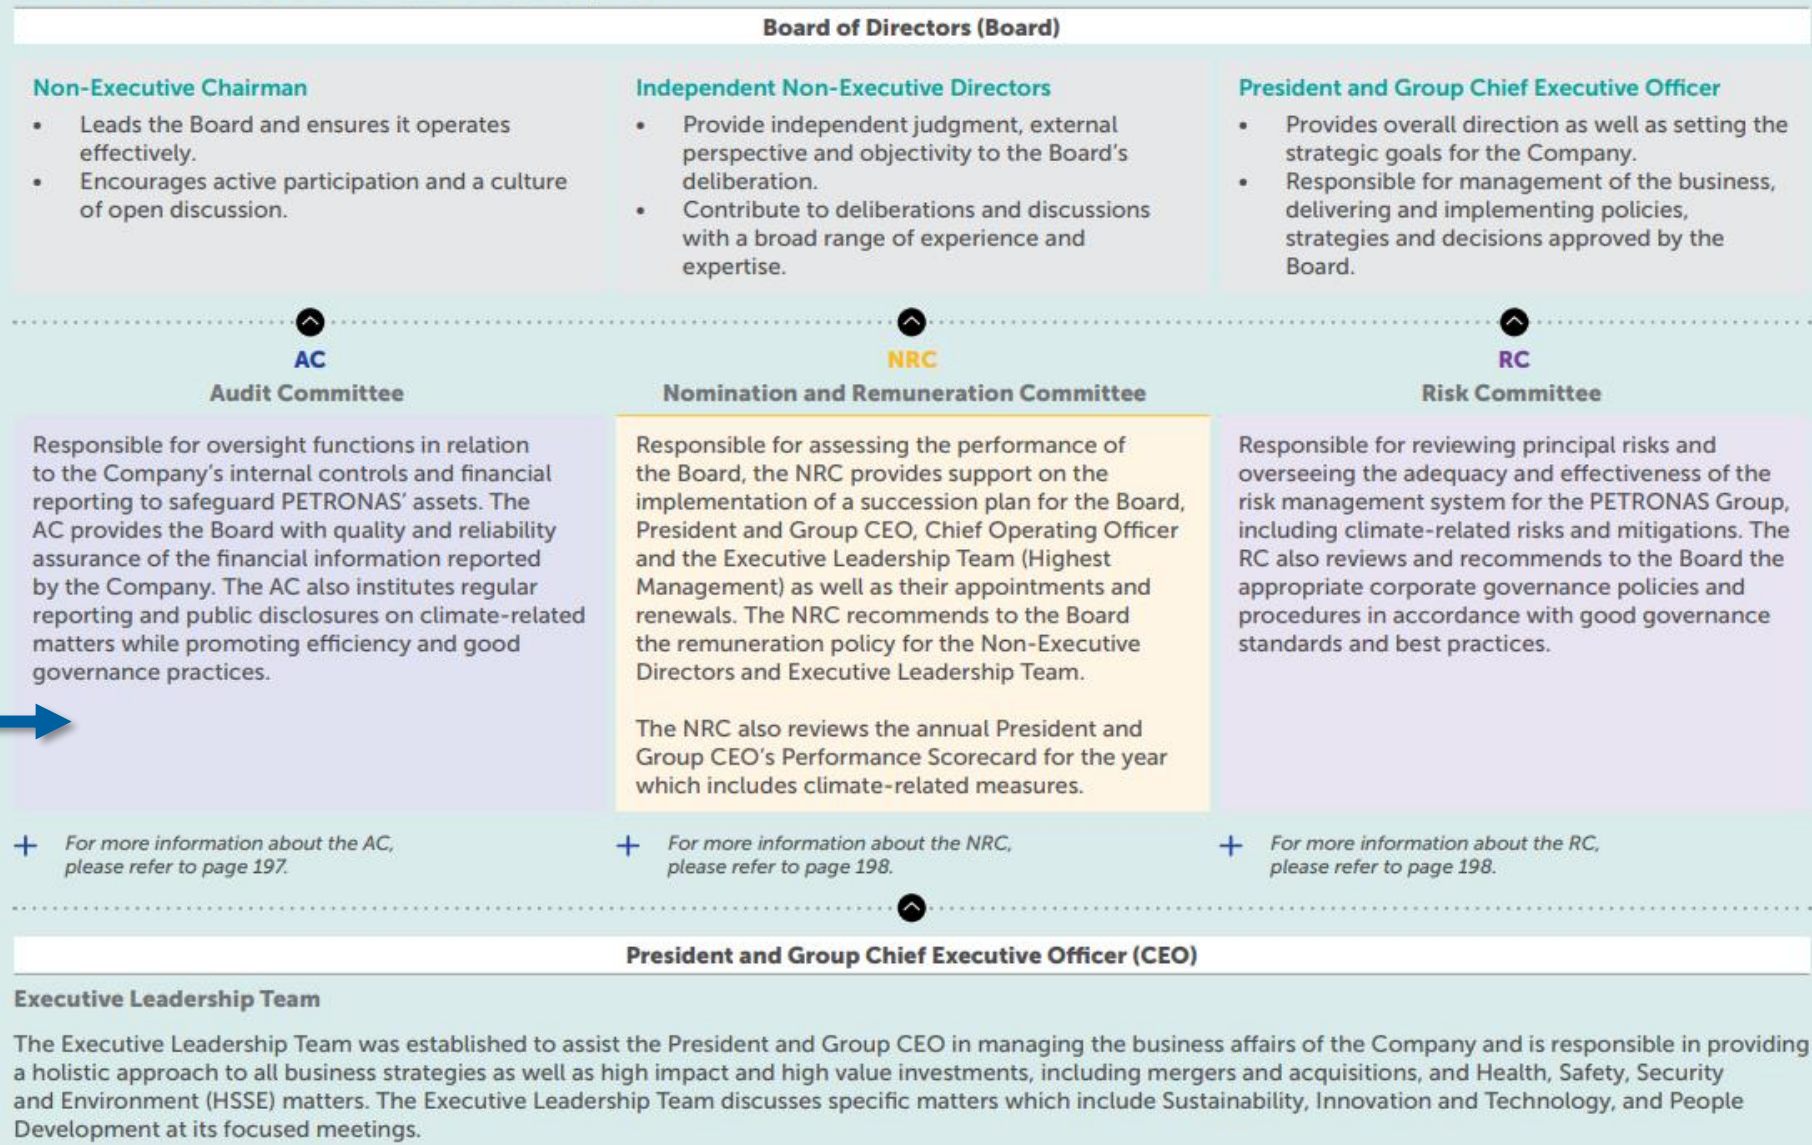 Board of Directors (Board)
Non-Executive Chairman
• Leads the Board and ensures it operates
effectively.
• Encourages active participation and a culture
of open discussion.
Independent Non-Executive Directors
• Provide independent judgment, external
perspective and objectivity to the Board's
deliberation.
• Contribute to deliberations and discussions
with a broad range of experience and
expertise.
President and Group Chief Executive Officer
• Provides overall direction as well as setting the
strategic goals for the Company.
• Responsible for management of the business,
delivering and implementing policies,
strategies and decisions approved by the
Board.
AC
Audit Committee
Responsible for oversight functions in relation
to the Company's internal controls and financial
reporting to safeguard PETRONAS' assets. The
AC provides the Board with quality and reliability
assurance of the financial information reported
by the Company. The AC also institutes regular
reporting and public disclosures on climate-related
matters while promoting efficiency and good
governance practices.
+ For more information about the AC,
please refer to page 197.
NRC
Nomination and Remuneration Committee
Responsible for assessing the performance of
the Board, the NRC provides support on the
implementation of a succession plan for the Board,
President and Group CEO, Chief Operating Officer
and the Executive Leadership Team (Highest
Management) as well as their appointments and
renewals. The NRC recommends to the Board
the remuneration policy for the Non-Executive
Directors and Executive Leadership Team.
The NRC also reviews the annual President and
Group CEO's Performance Scorecard for the year
which includes climate-related measures.
+ For more information about the NRC,
please refer to page 198.
RC
Risk Committee
Responsible for reviewing principal risks and
overseeing the adequacy and effectiveness of the
risk management system for the PETRONAS Group,
including climate-related risks and mitigations. The
RC also reviews and recommends to the Board the
appropriate corporate governance policies and
procedures in accordance with good governance
standards and best practices.
+ For more information about the RC,
please refer to page 198.
President and Group Chief Executive Officer (CEO)
Executive Leadership Team
The Executive Leadership Team was established to assist the President and Group CEO in managing the business affairs of the Company and is responsible in providing
a holistic approach to all business strategies as well as high impact and high value investments, including mergers and acquisitions, and Health, Safety, Security
and Environment (HSSE) matters. The Executive Leadership Team discusses specific matters which include Sustainability, Innovation and Technology, and People
Development at its focused meetings.